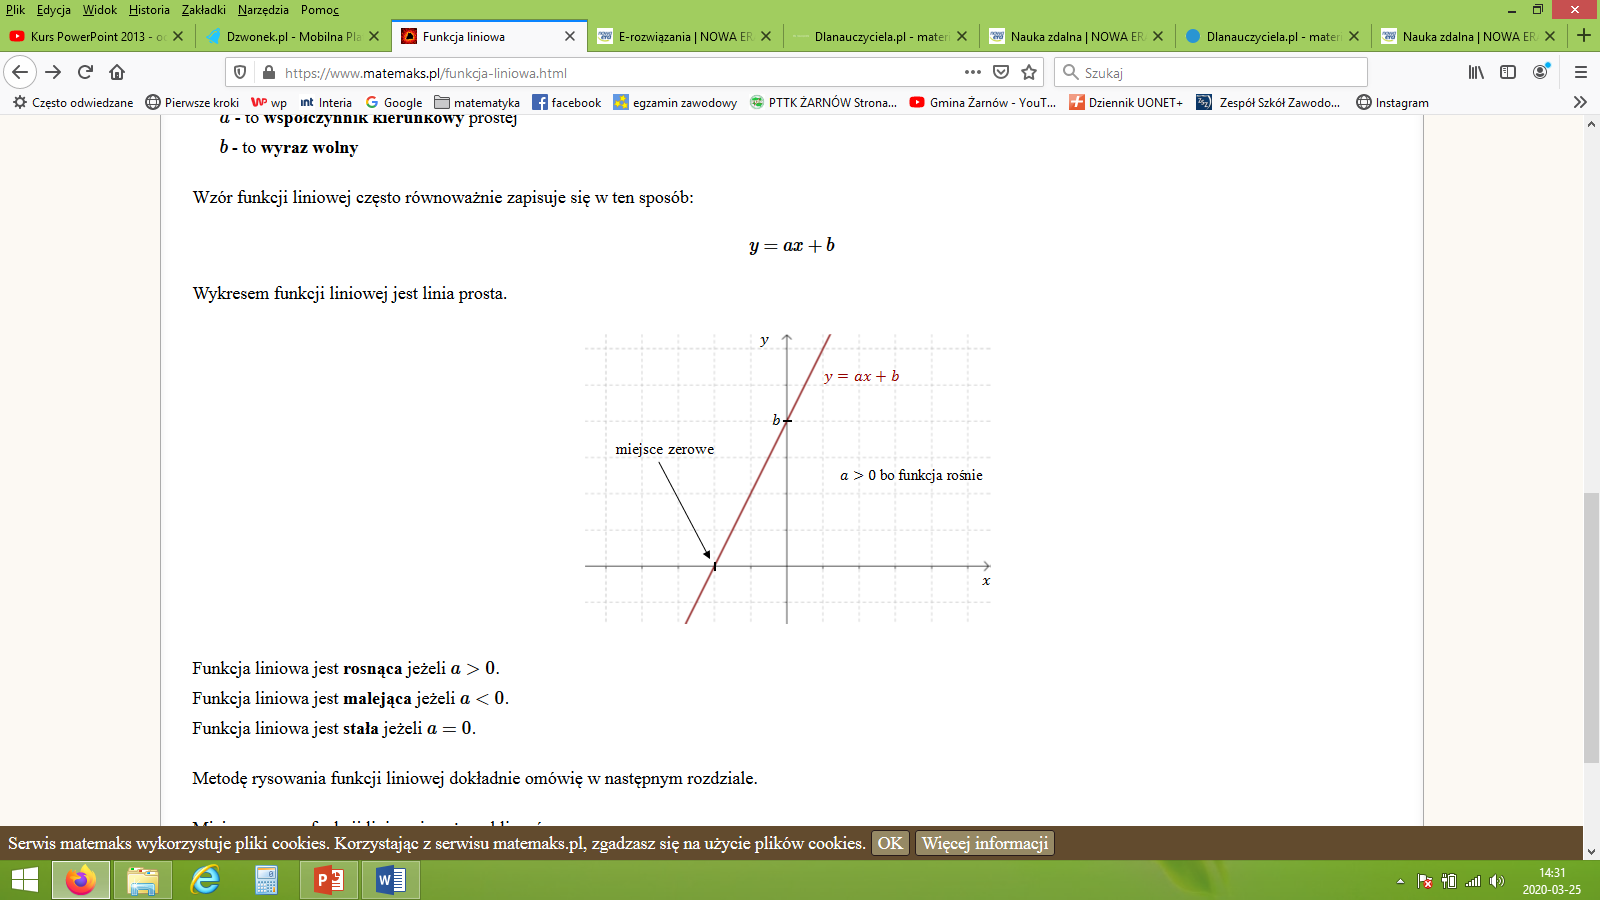 Plik Edycja Widok Historia Zakładki Narzędzia Pomoc
Kurs PowerPoint 2013 - o
Dzwonek.pl - Mobilna Pla
Funkcja liniowa
E-rozwiązania | NOWA ER
Dlanauczyciela.pl - mater
Nauka zdalna | NOWA ER
Dlanauczyciela.pl - mater
Nauka zdalna | NOWA ER
https://www.matemaks.pl/funkcja-liniowa.html
Szukaj
Często odwiedzane Pierwsze kroki wp Interia Google matematyka facebook egzamin zawodowy PTTK ŻARNÓW Strona... Gmina Żarnów - YouT... Dziennik UONET+ Zespół Szkół Zawodo... Instagram
a - to współczynnik kierunkowy prostej
b - to wyraz wolny
Wzór funkcji liniowej często równoważnie zapisuje się w ten sposób:
y = ax + b
Wykresem funkcji liniowej jest linia prosta.
y
y = ax + b
b
miejsce zerowe
a > 0 bo funkcja rośnie
x
Funkcja liniowa jest rosnąca jeżeli a > 0.
Funkcja liniowa jest malejąca jeżeli a < 0.
Funkcja liniowa jest stała jeżeli a = 0.
Metodę rysowania funkcji liniowej dokładnie omówię w następnym rozdziale.
Serwis matemaks wykorzystuje pliki cookies. Korzystając z serwisu matemaks.pl, zgadzasz się na użycie plików cookies. OK Więcej informacji
14:31
2020-03-25